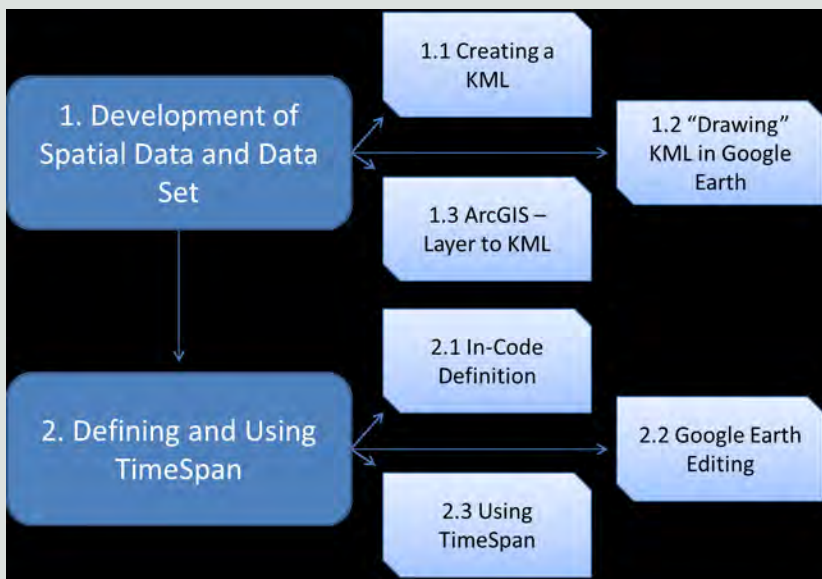 1. Development of
Spatial Data and Data
Set
1.1 Creating a
KML
1.2 “Drawing”
KML in Google
Earth
1.3 ArcGIS –
Layer to KML
2. Defining and Using
TimeSpan
2.1 In-Code
Definition
2.2 Google Earth
Editing
2.3 Using
TimeSpan